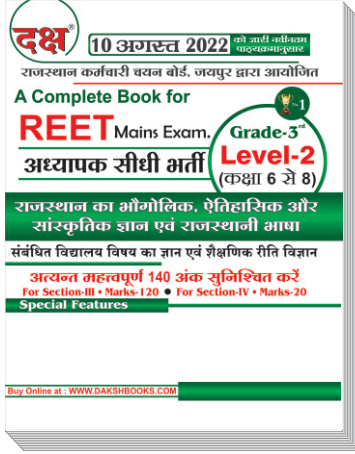 दक्ष®
10 अगस्त 2022 को जारी नवीनतम पाठ्यक्रमानुसार
राजस्थान कर्मचारी चयन बोर्ड, जयपुर द्वारा आयोजित
A Complete Book for
No 1
REET Mains Exam.
Grade-3rd
अध्यापक सीधी भर्ती
Level-2
(कक्षा 6 से 8)
राजस्थान का भौगोलिक, ऐतिहासिक और
सांस्कृतिक ज्ञान एवं राजस्थानी भाषा
संबंधित विद्यालय विषय का ज्ञान एवं शैक्षणिक रीति विज्ञान
अत्यन्त महत्त्वपूर्ण 140 अंक सुनिश्चित करें
For Section-III • Marks-120 ● For Section-IV • Marks-20
Special Features
Buy Online at : WWW.DAKSHBOOKS.COM